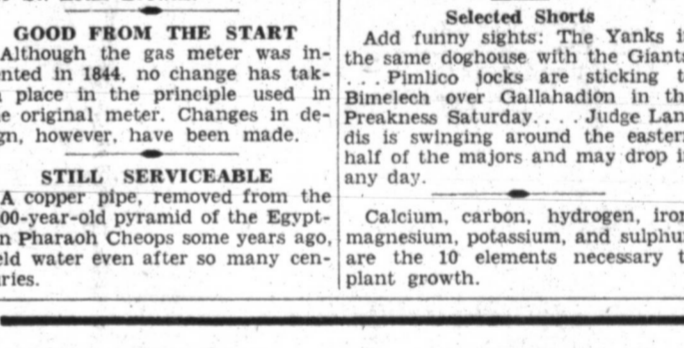 GOOD FROM THE START
Although the gas meter was in-
nted in 1844, no change has tak-
place in the principle used in
e original meter. Changes in de-
gn, however, have been made.
STILL SERVICEABLE
A copper pipe, removed from the
00-year-old pyramid of the Egypt-
n Pharaoh Cheops some years ago,
eld water even after so many cen-
ries.
Selected Shorts
Add funny sights: The Yanks i
the same doghouse with the Giants
. . . Pimlico jocks are sticking t
Bimelech over Gallahadion in th
Preakness Saturday. . . . Judge Lan-
dis is swinging around the eastern
half of the majors and may drop i
any day.
Calcium, carbon, hydrogen, iron
magnesium, potassium, and sulphu
are the 10 elements necessary t
plant growth.